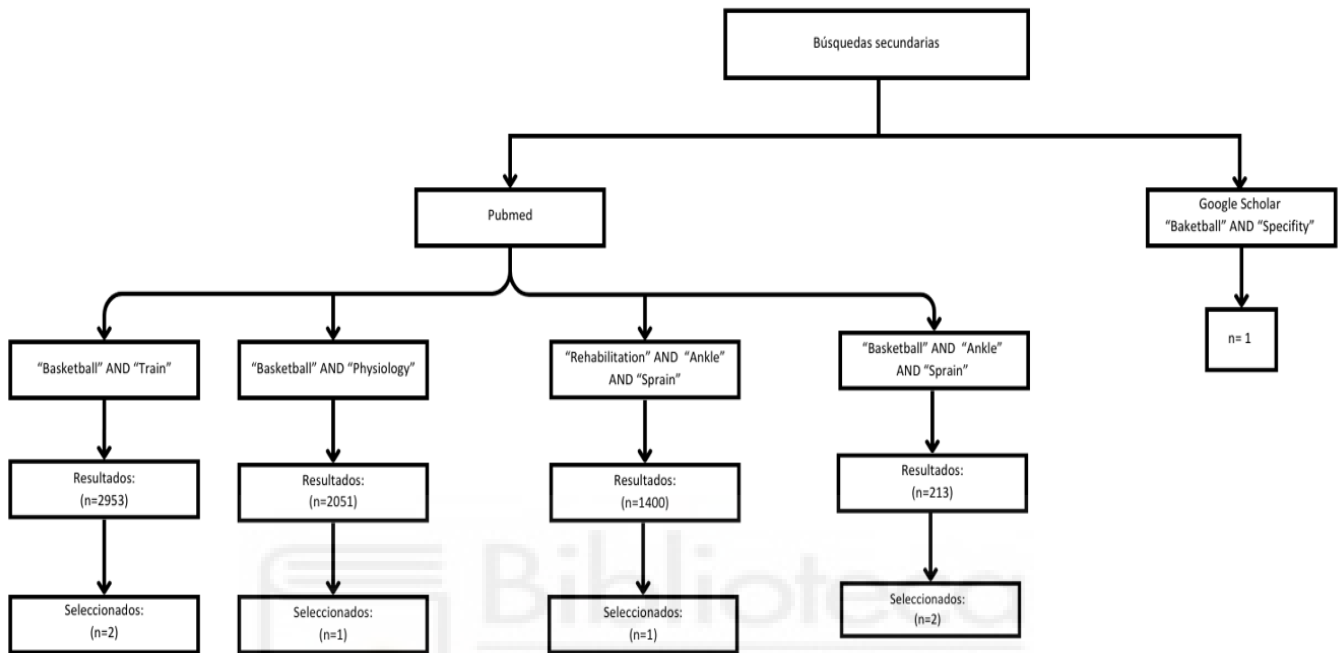 Búsquedas secundarias
Pubmed
Google Scholar
“Baketball” AND “Specifity”
“Basketball” AND “Train”
“Basketball” AND “Physiology”
“Rehabilitation” AND “Ankle”
AND “Sprain”
“Basketball” AND “Ankle”
AND “Sprain”
n= 1
Resultados:
(n=2953)
Resultados:
(n=2051)
Resultados:
(n=1400)
Resultados:
(n=213)
Seleccionados:
(n=2)
Seleccionados:
(n=1)
Seleccionados:
(n=1)
Seleccionados:
(n=2)
Biblioteca